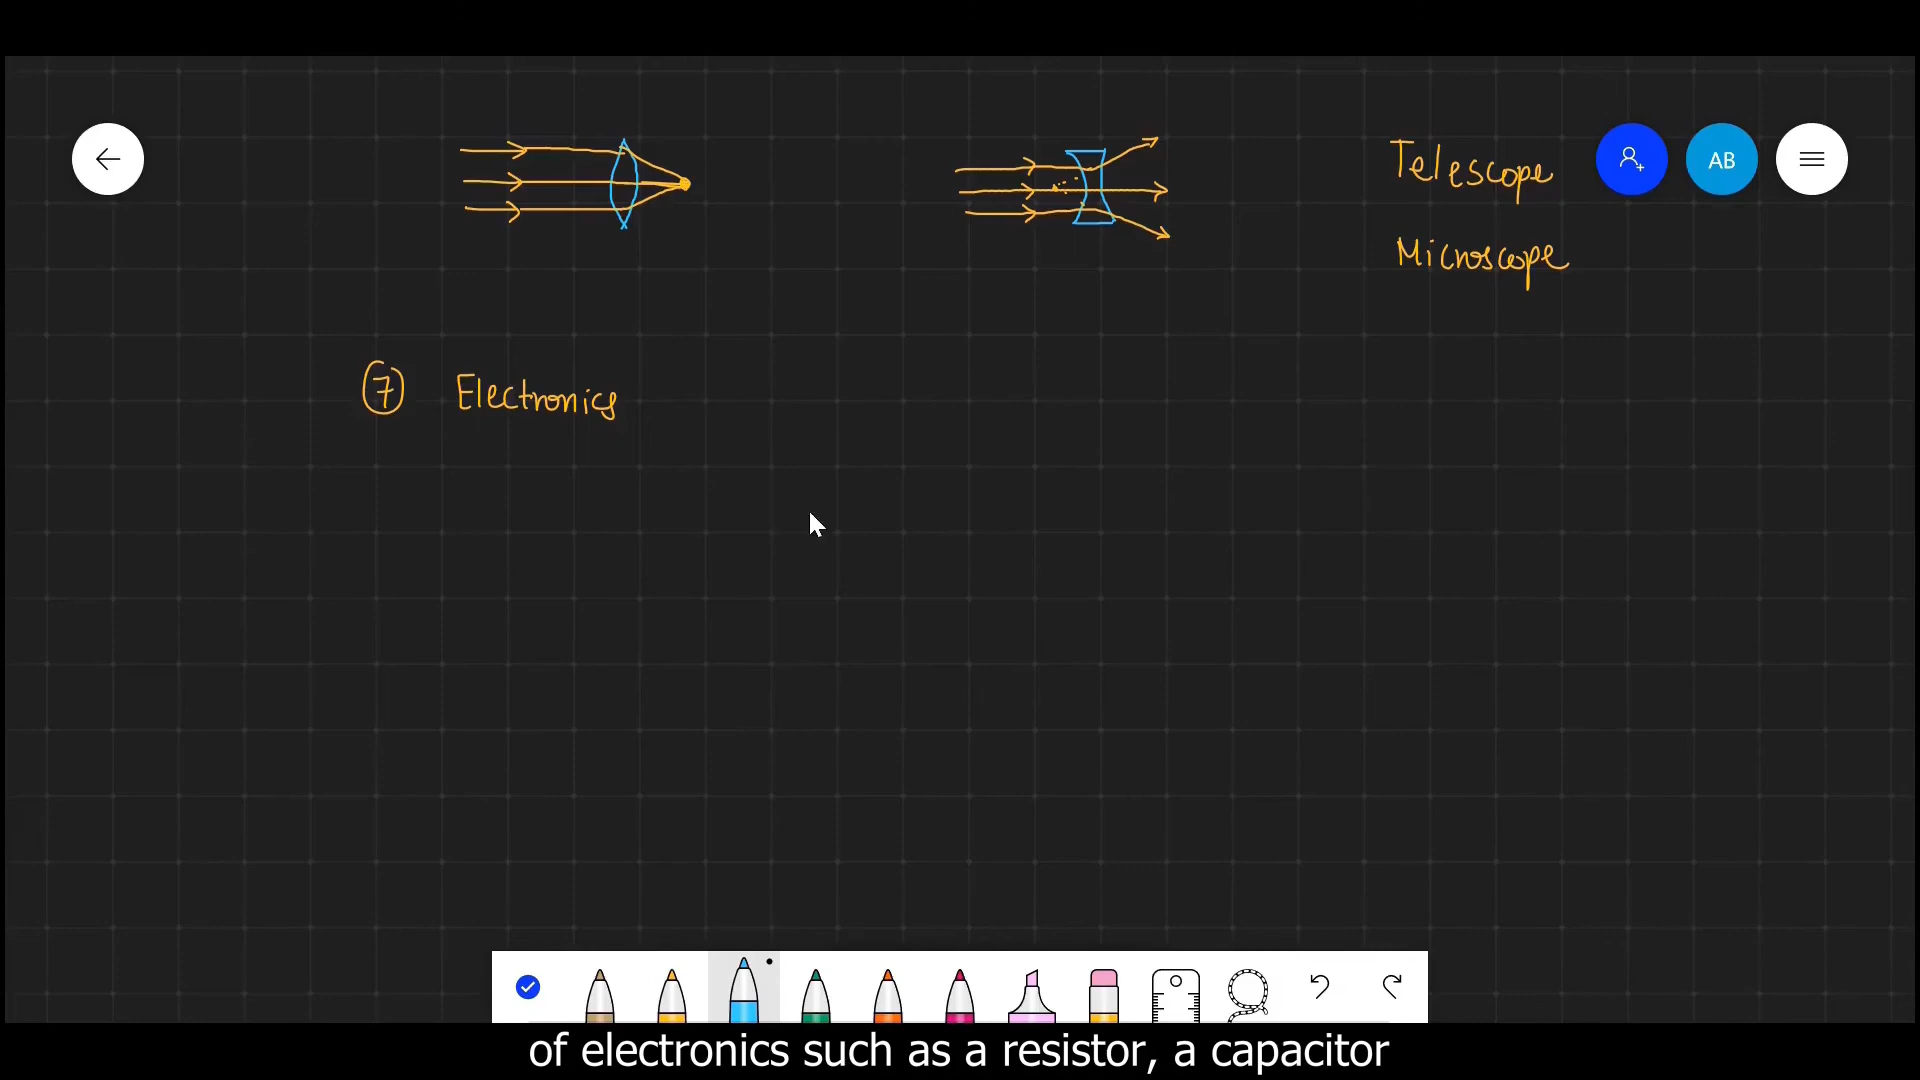 Telescope
AB
Microscope
7 Electronics
of electronics such as a resistor, a capacitor